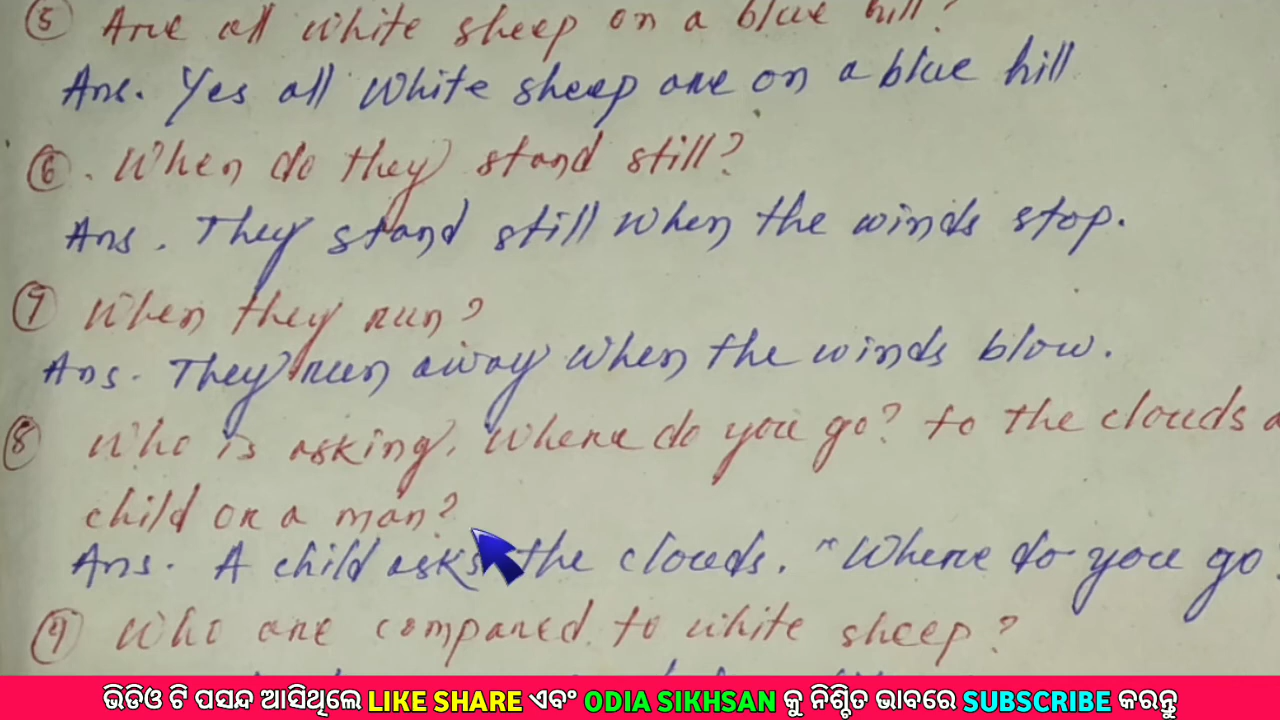 ⑤ Are all white sheep on a blue hill?
Ans. Yes all white sheep are on a blue hill
⑥. When do they stand still?
Ans. They stand still when the winds stop.
⑦ When they run?
Ans. They run away when the winds blow.
⑧ Who is asking, where do you go? to the clouds a
child or a man?
Ans. A child asks the clouds. "Where do you go?
⑨ Who are compared to white sheep?
ଭିଡିଓ ଟି ପସନ୍ଦ ଆସିଥିଲେ LIKE SHARE ଏବଂ ODIA SIKHSAN କୁ ନିଶ୍ଚିତ ଭାବରେ SUBSCRIBE କରନ୍ତୁ